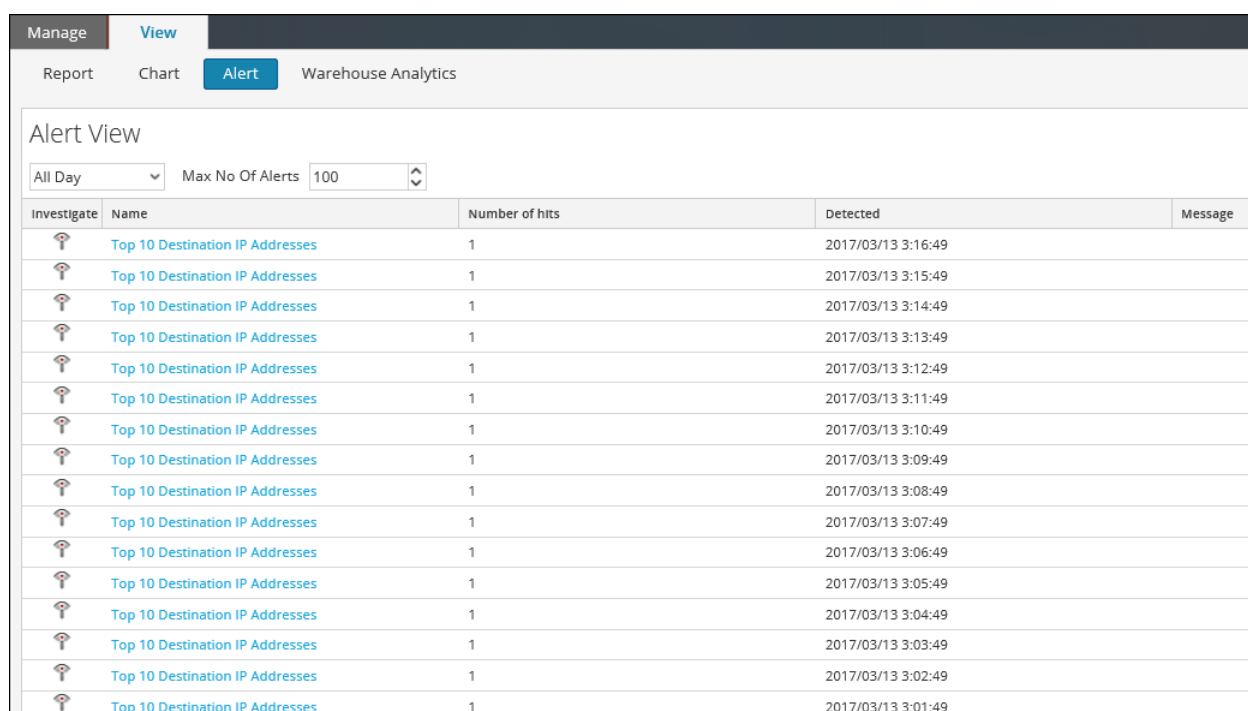 Manage View
Report Chart Alert Warehouse Analytics
Alert View
All Day Max No Of Alerts 100
Investigate Name Number of hits Detected Message
Top 10 Destination IP Addresses 1 2017/03/13 3:16:49
Top 10 Destination IP Addresses 1 2017/03/13 3:15:49
Top 10 Destination IP Addresses 1 2017/03/13 3:14:49
Top 10 Destination IP Addresses 1 2017/03/13 3:13:49
Top 10 Destination IP Addresses 1 2017/03/13 3:12:49
Top 10 Destination IP Addresses 1 2017/03/13 3:11:49
Top 10 Destination IP Addresses 1 2017/03/13 3:10:49
Top 10 Destination IP Addresses 1 2017/03/13 3:09:49
Top 10 Destination IP Addresses 1 2017/03/13 3:08:49
Top 10 Destination IP Addresses 1 2017/03/13 3:07:49
Top 10 Destination IP Addresses 1 2017/03/13 3:06:49
Top 10 Destination IP Addresses 1 2017/03/13 3:05:49
Top 10 Destination IP Addresses 1 2017/03/13 3:04:49
Top 10 Destination IP Addresses 1 2017/03/13 3:03:49
Top 10 Destination IP Addresses 1 2017/03/13 3:02:49
Top 10 Destination IP Addresses 1 2017/03/13 3:01:49